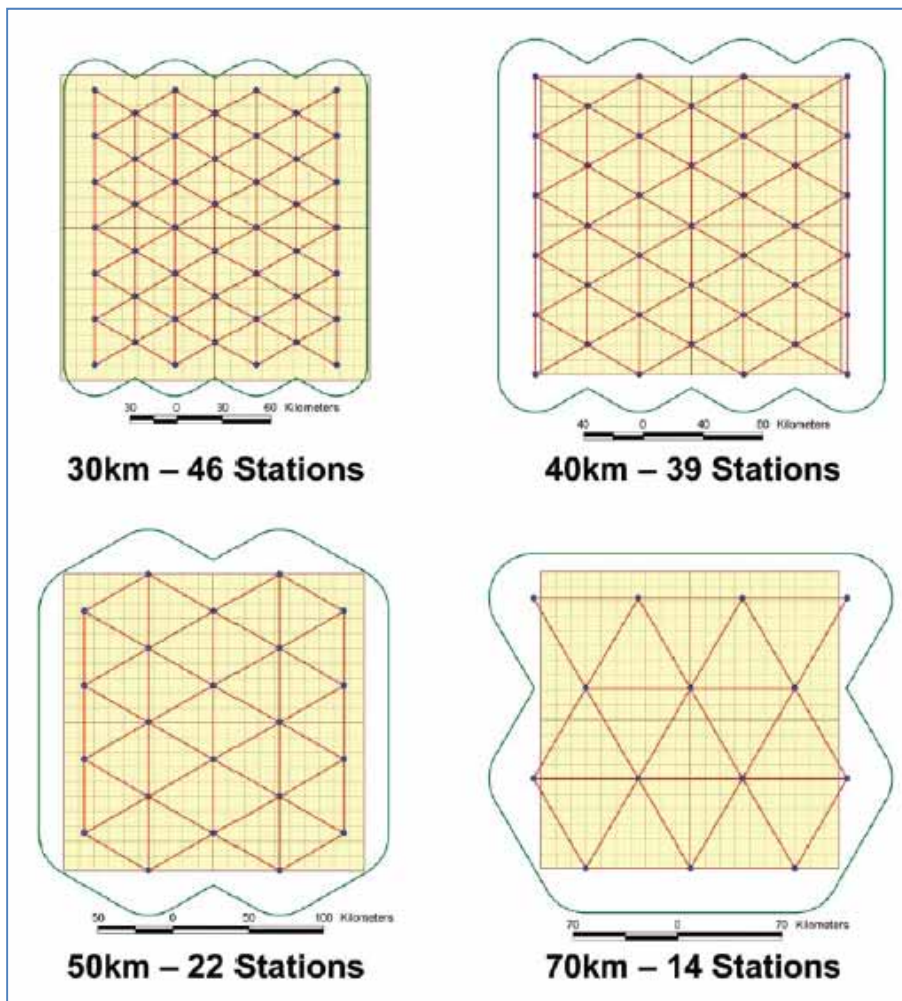 30 0 30 60 Kilometers
30km – 46 Stations
40 0 40 80 Kilometers
40km – 39 Stations
50 0 50 100 Kilometers
50km – 22 Stations
70 0 70 Kilometers
70km – 14 Stations